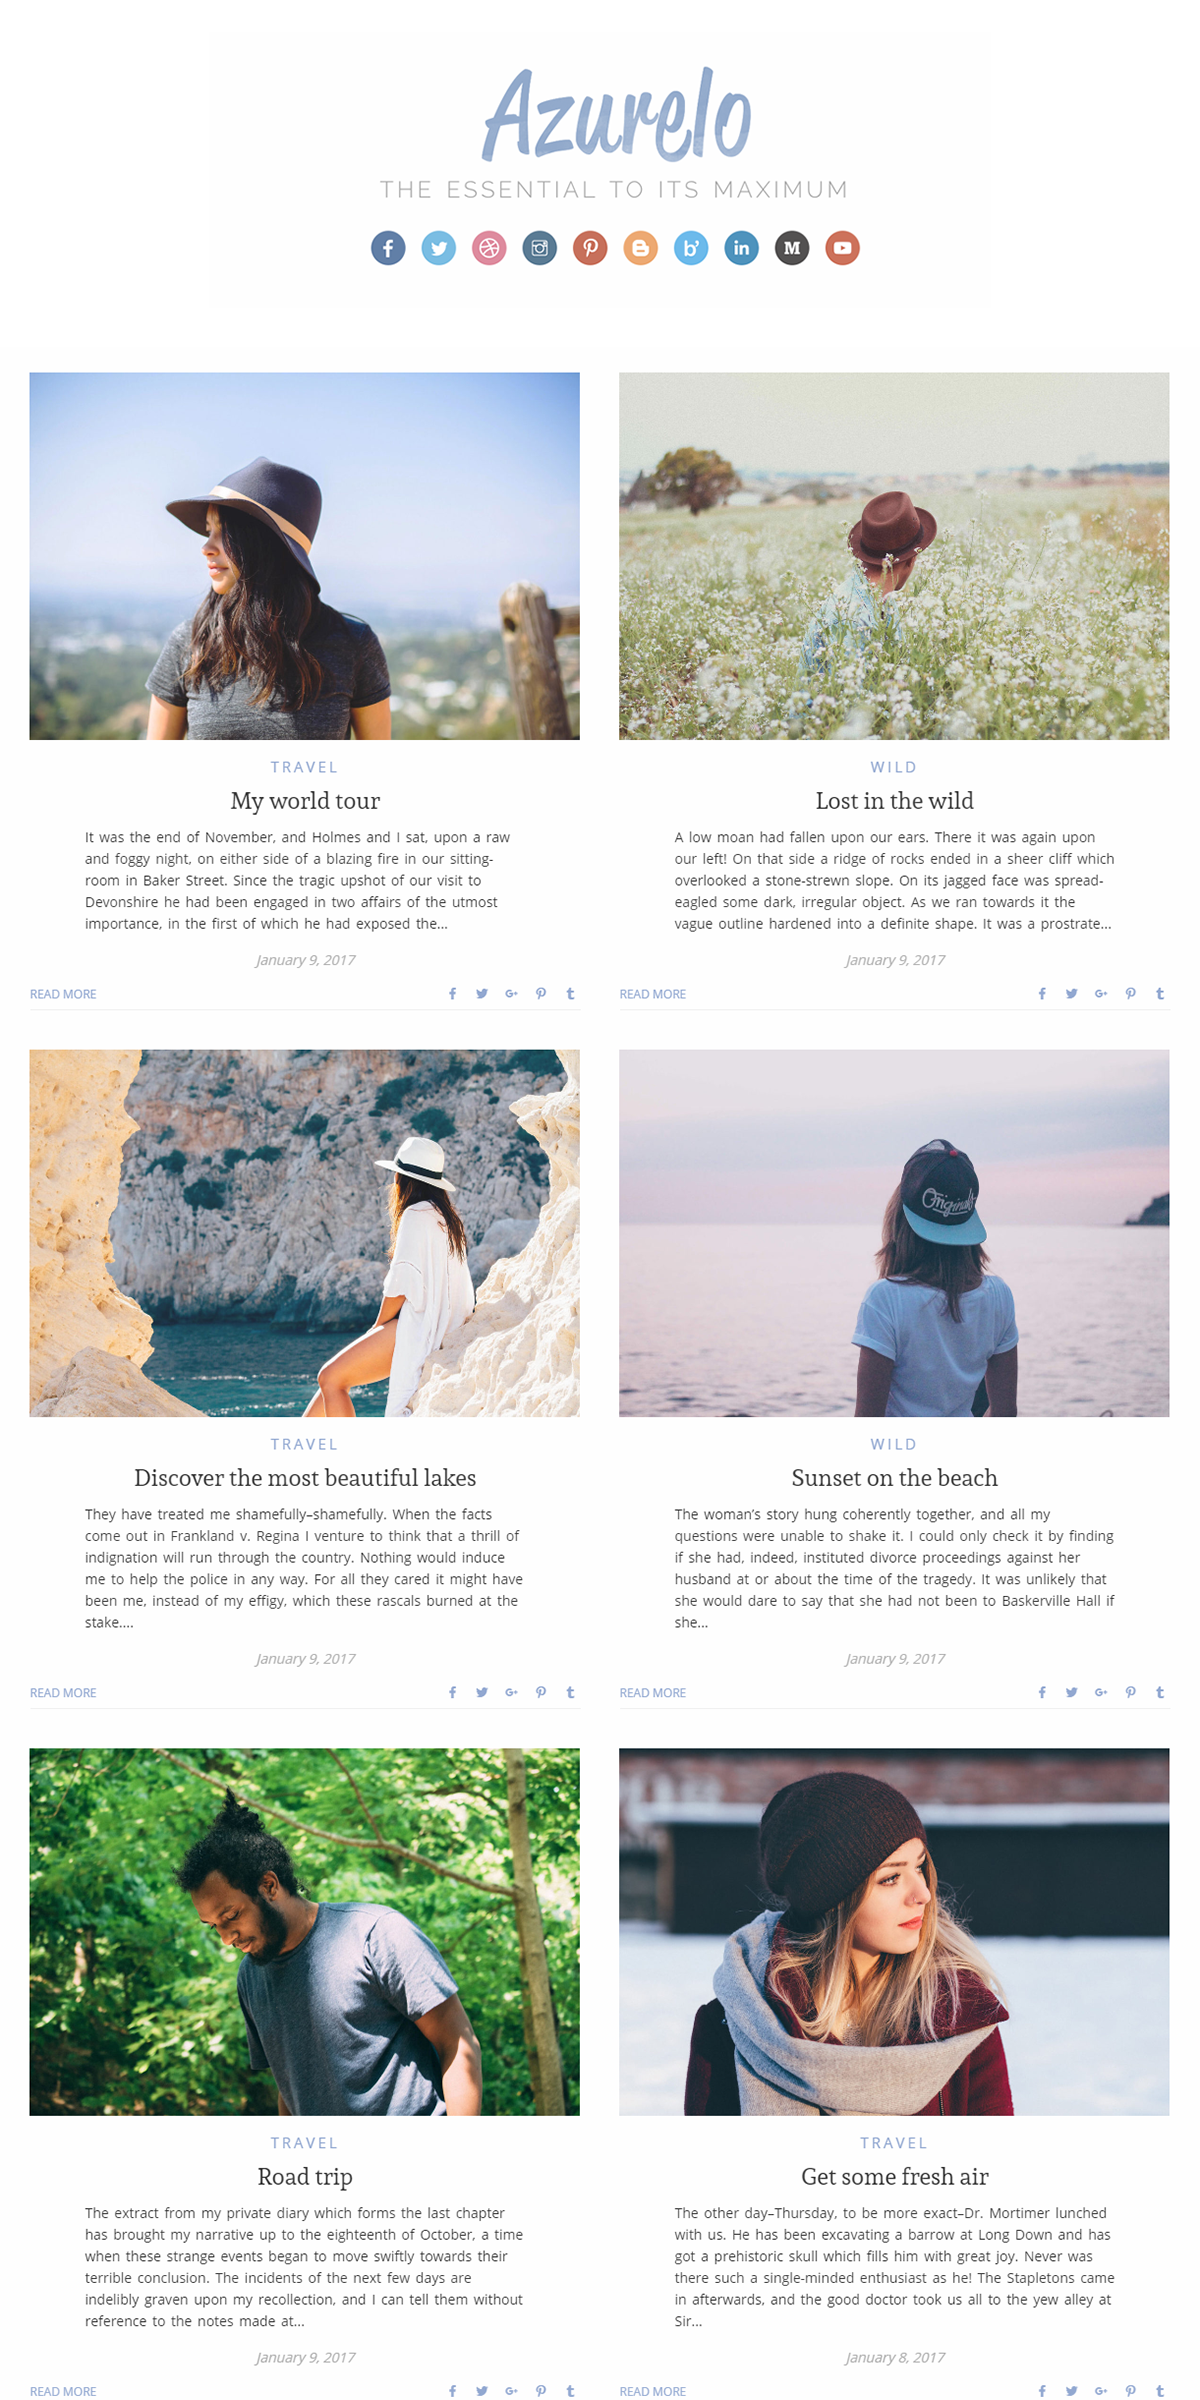 Azurelo
THE ESSENTIAL TO ITS MAXIMUM
TRAVEL
My world tour
It was the end of November, and Holmes and I sat, upon a raw
and foggy night, on either side of a blazing fire in our sitting-
room in Baker Street. Since the tragic upshot of our visit to
Devonshire he had been engaged in two affairs of the utmost
importance, in the first of which he had exposed the...
January 9, 2017
READ MORE
WILD
Lost in the wild
A low moan had fallen upon our ears. There it was again upon
our left! On that side a ridge of rocks ended in a sheer cliff which
overlooked a stone-strewn slope. On its jagged face was spread-
eagled some dark, irregular object. As we ran towards it the
vague outline hardened into a definite shape. It was a prostrate...
January 9, 2017
READ MORE
TRAVEL
Discover the most beautiful lakes
They have treated me shamefully–shamefully. When the facts
come out in Frankland v. Regina I venture to think that a thrill of
indignation will run through the country. Nothing would induce
me to help the police in any way. For all they cared it might have
been me, instead of my effigy, which these rascals burned at the
stake....
January 9, 2017
READ MORE
Originals
WILD
Sunset on the beach
The woman’s story hung coherently together, and all my
questions were unable to shake it. I could only check it by finding
if she had, indeed, instituted divorce proceedings against her
husband at or about the time of the tragedy. It was unlikely that
she would dare to say that she had not been to Baskerville Hall if
she...
January 9, 2017
READ MORE
TRAVEL
Road trip
The extract from my private diary which forms the last chapter
has brought my narrative up to the eighteenth of October, a time
when these strange events began to move swiftly towards their
terrible conclusion. The incidents of the next few days are
indelibly graven upon my recollection, and I can tell them without
reference to the notes made at...
January 9, 2017
READ MORE
TRAVEL
Get some fresh air
The other day–Thursday, to be more exact–Dr. Mortimer lunched
with us. He has been excavating a barrow at Long Down and has
got a prehistoric skull which fills him with great joy. Never was
there such a single-minded enthusiast as he! The Stapletons came
in afterwards, and the good doctor took us all to the yew alley at
Sir...
January 8, 2017
READ MORE